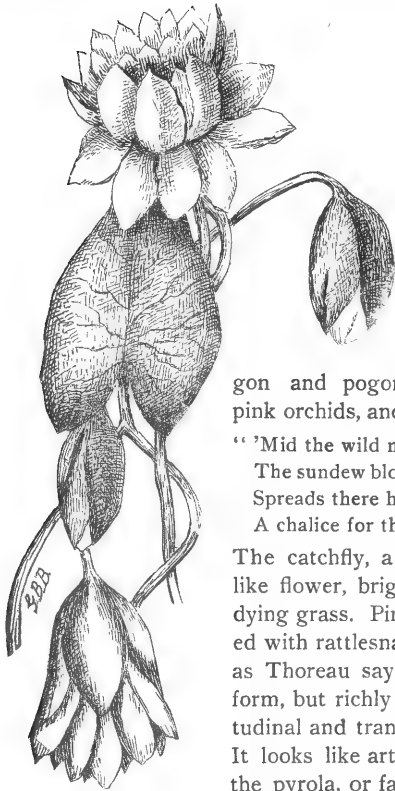 gon and pogon
pink orchids, and
“ ’Mid the wild m
The sundew blo
Spreads there h
A chalice for th
The catchfly, a
like flower, brig
dying grass. Pin
ed with rattlesna
as Thoreau say
form, but richly
tudinal and tran
It looks like art
the pyrola, or fa